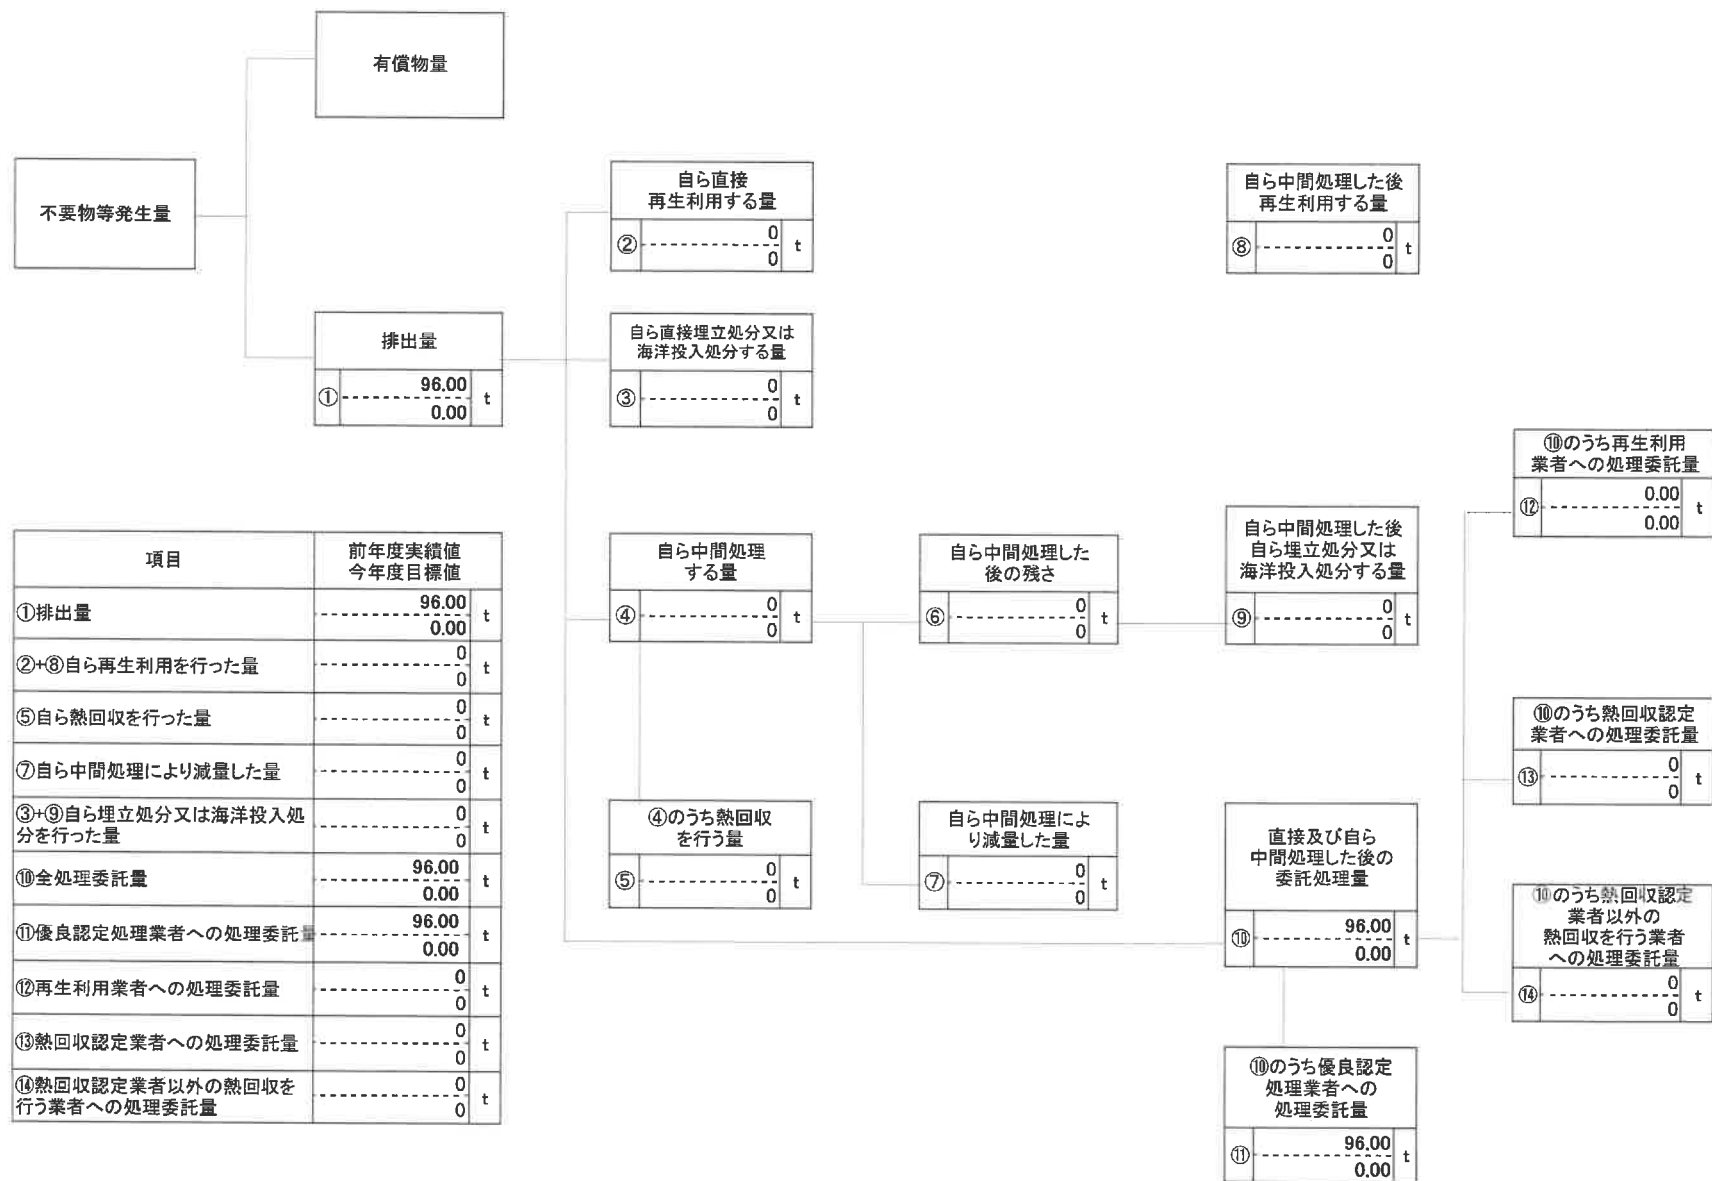 有償物量
不要物等発生量
自ら直接
再生利用する量
②
0
0
t
自ら中間処理した後
再生利用する量
⑧
0
0
t
排出量
①
96.00
0.00
t
自ら直接埋立処分又は
海洋投入処分する量
③
0
0
t
⑩のうち再生利用
業者への処理委託量
⑫
0.00
0.00
t
自ら中間処理
する量
④
0
0
t
自ら中間処理した
後の残さ
⑥
0
0
t
自ら中間処理した後
自ら埋立処分又は
海洋投入処分する量
⑨
0
0
t
⑩のうち熱回収認定
業者への処理委託量
⑬
0
0
t
④のうち熱回収
を行う量
⑤
0
0
t
自ら中間処理によ
り減量した量
⑦
0
0
t
直接及び自ら
中間処理した後の
委託処理量
⑩
96.00
0.00
t
⑩のうち熱回収認定
業者以外の
熱回収を行う業者
への処理委託量
⑭
0
0
t
⑩のうち優良認定
処理業者への
処理委託量
⑪
96.00
0.00
t
項目
前年度実績値
今年度目標値
①排出量
96.00
0.00
t
②+⑧自ら再生利用を行った量
0
0
t
⑤自ら熱回収を行った量
0
0
t
⑦自ら中間処理により減量した量
0
0
t
③+⑨自ら埋立処分又は海洋投入処
分を行った量
0
0
t
⑩全処理委託量
96.00
0.00
t
⑪優良認定処理業者への処理委託量
96.00
0.00
t
⑫再生利用業者への処理委託量
0
0
t
⑬熱回収認定業者への処理委託量
0
0
t
⑭熱回収認定業者以外の熱回収を
行う業者への処理委託量
0
0
t